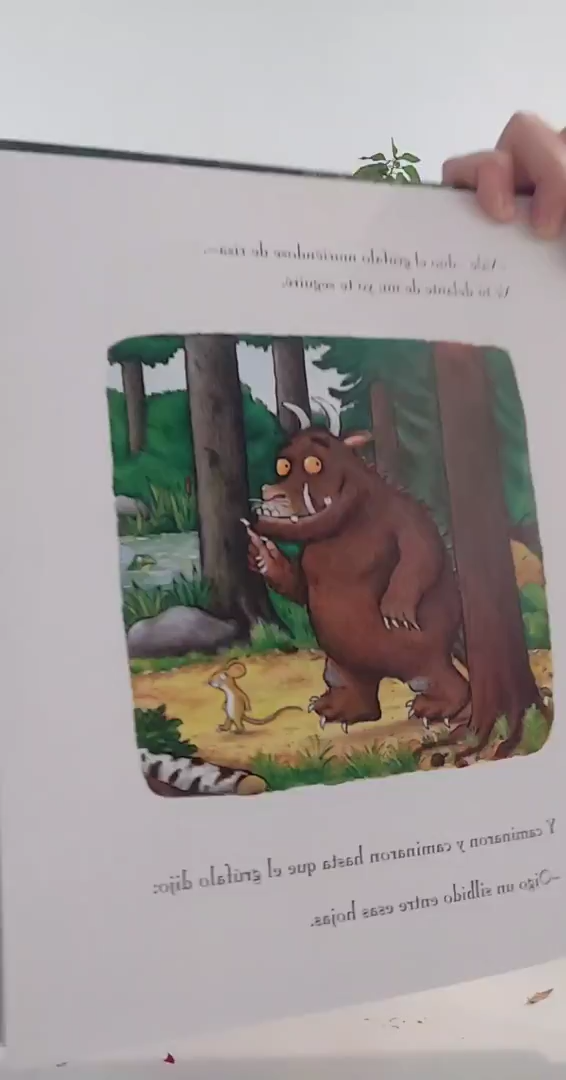 –Vale –dijo el grúfalo muriéndose de risa–.
Ve tu delante de mí, yo te seguiré.
Y caminaron y caminaron hasta que el grúfalo dijo:
–Oigo un silbido entre esas hojas.